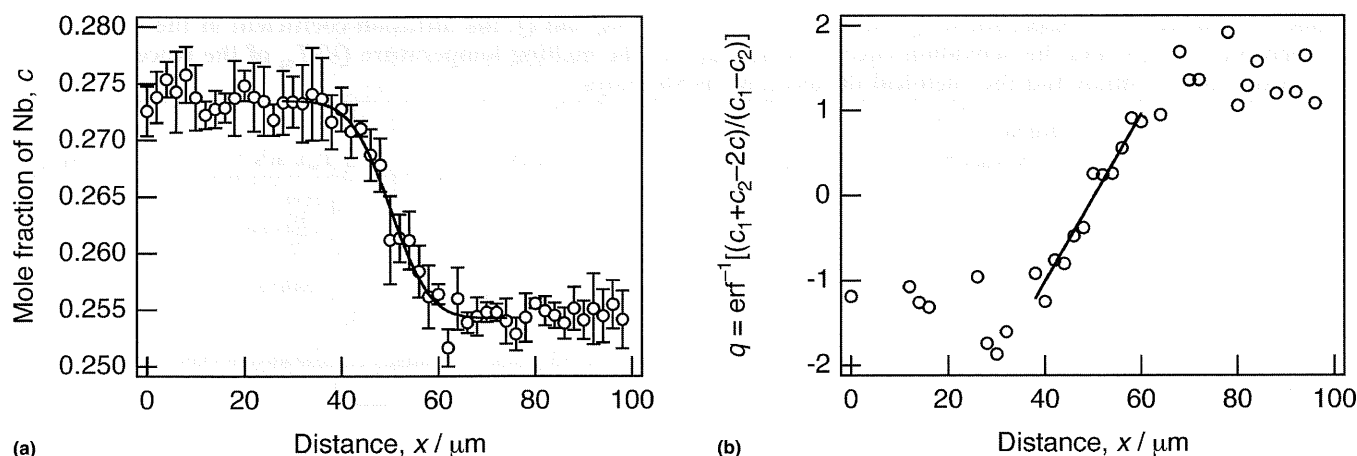 0.280
0.275
0.270
0.265
0.260
0.255
0.250
Mole fraction of Nb, c
0 20 40 60 80 100
Distance, x / μm
(a)
2
1
0
-1
-2
q = erf⁻¹[(c₁+c₂–2c)/(c₁–c₂)]
0 20 40 60 80 100
Distance, x / μm
(b)